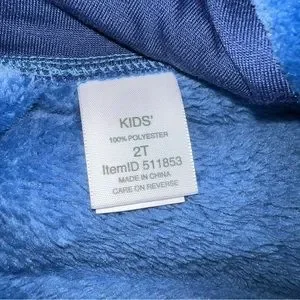 KIDS'
100% POLYESTER
2T
ItemID 511853
MADE IN CHINA
CARE ON REVERSE